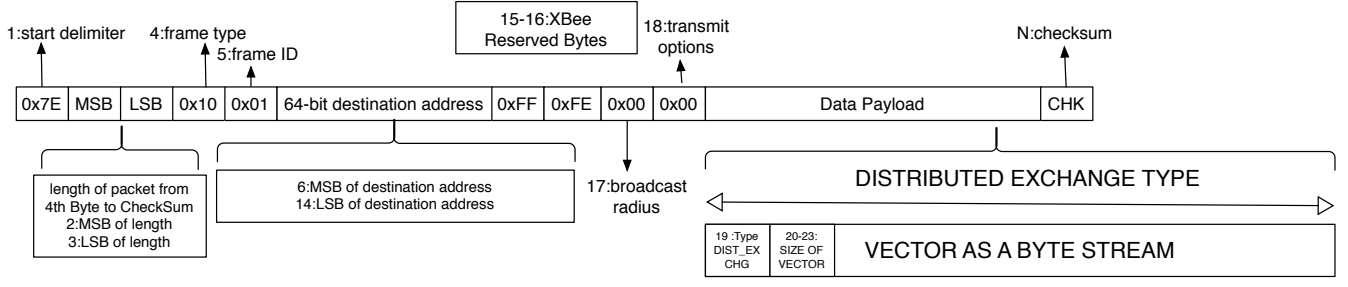 15-16:XBee
Reserved Bytes
1:start delimiter
4:frame type
5:frame ID
18:transmit
options
N:checksum
0x7E MSB LSB 0x10 0x01 64-bit destination address 0xFF 0xFE 0x00 0x00 Data Payload CHK
length of packet from
4th Byte to CheckSum
2:MSB of length
3:LSB of length
6:MSB of destination address
14:LSB of destination address
17:broadcast
radius
DISTRIBUTED EXCHANGE TYPE
19 :Type
DIST_EX
CHG
20-23:
SIZE OF
VECTOR
VECTOR AS A BYTE STREAM